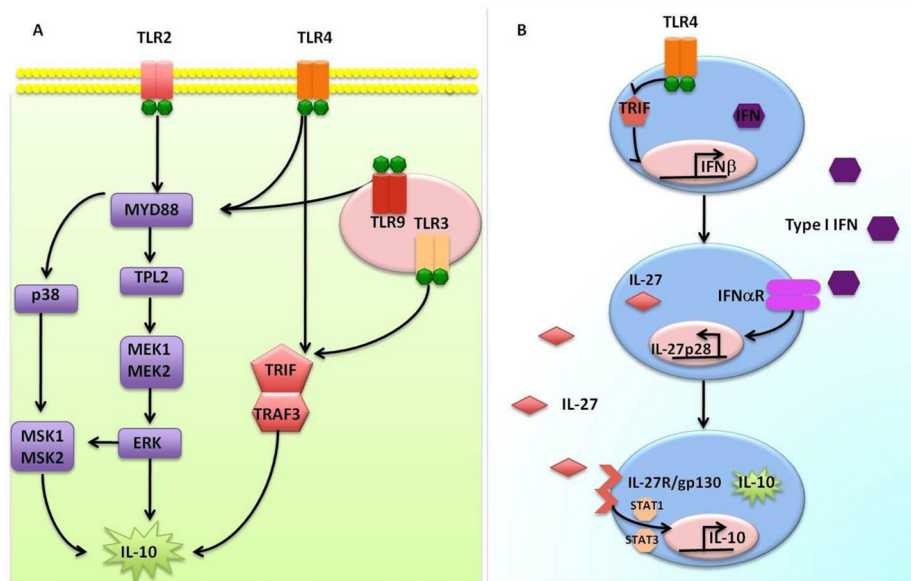 A
TLR2
TLR4
TLR9
TLR3
MYD88
p38
TPL2
MEK1
MEK2
TRIF
TRAF3
MSK1
MSK2
ERK
IL-10
B
TLR4
TRIF
IFN
IFNβ
Type I IFN
IL-27
IFNαR
IL-27p28
IL-27
IL-27R/gp130
IL-10
STAT1
STAT3
IL-10